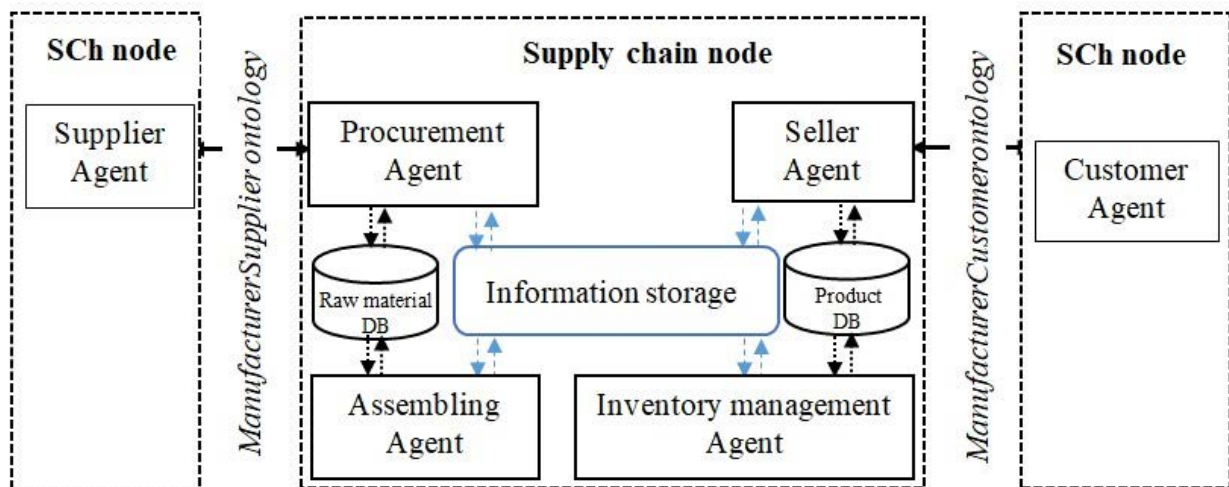 SCh node
Supplier
Agent
ManufacturerSupplier ontology
Supply chain node
Procurement
Agent
Seller
Agent
Raw material
DB
Information storage
Product
DB
Assembling
Agent
Inventory management
Agent
ManufacturerCustomerontology
SCh node
Customer
Agent